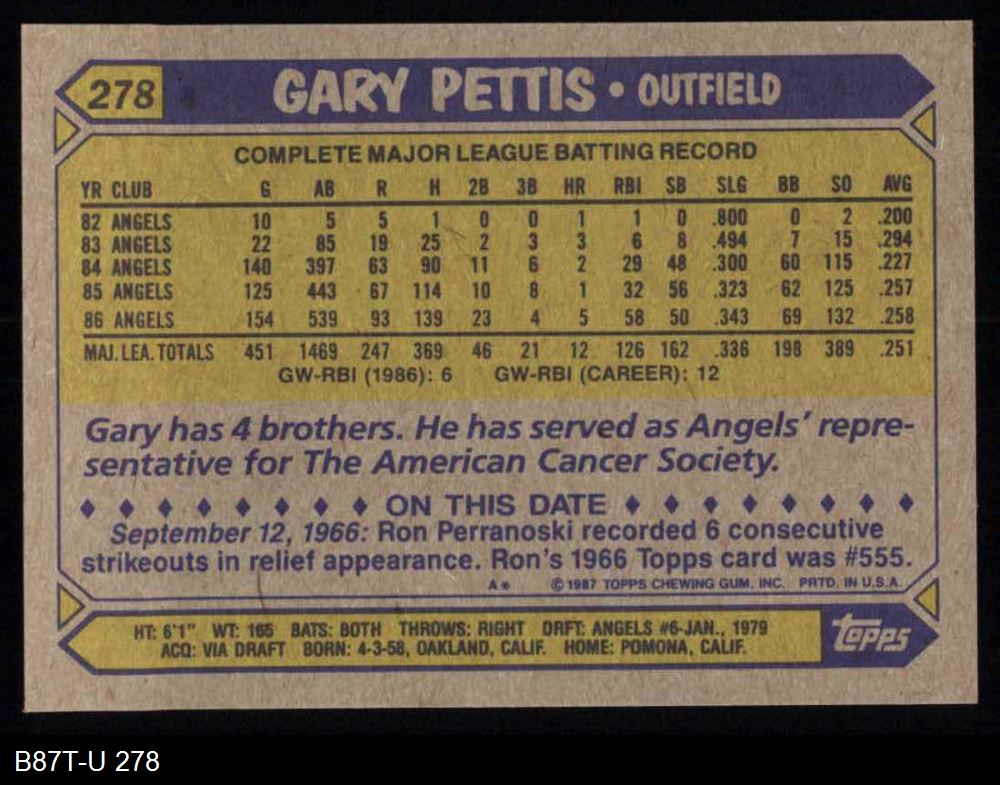 278 GARY PETTIS • OUTFIELD
COMPLETE MAJOR LEAGUE BATTING RECORD
YR CLUB G AB R H 2B 3B HR RBI SB SLG BB SO AVG
82 ANGELS 10 5 5 1 0 0 1 1 0 .800 0 2 .200
83 ANGELS 22 85 19 25 2 3 3 6 8 .494 7 15 .294
84 ANGELS 140 397 63 90 11 6 2 29 48 .300 60 115 .227
85 ANGELS 125 443 67 114 10 8 1 32 56 .323 62 125 .257
86 ANGELS 154 539 93 139 23 4 5 58 50 .343 69 132 .258
MAJ. LEA. TOTALS 451 1469 247 369 46 21 12 126 162 .336 198 389 .251
GW-RBI (1986): 6 GW-RBI (CAREER): 12
Gary has 4 brothers. He has served as Angels' repre-
sentative for The American Cancer Society.
♦ ♦ ♦ ♦ ♦ ♦ ♦ ♦ ON THIS DATE ♦ ♦ ♦ ♦ ♦ ♦ ♦ ♦
September 12, 1966: Ron Perranoski recorded 6 consecutive
strikeouts in relief appearance. Ron's 1966 Topps card was #555.
A* © 1987 TOPPS CHEWING GUM, INC. PRTD. IN U.S.A.
HT: 6'1" WT: 165 BATS: BOTH THROWS: RIGHT DRFT: ANGELS #6-JAN., 1979
ACQ: VIA DRAFT BORN: 4-3-58, OAKLAND, CALIF. HOME: POMONA, CALIF.
topps
B87T-U 278